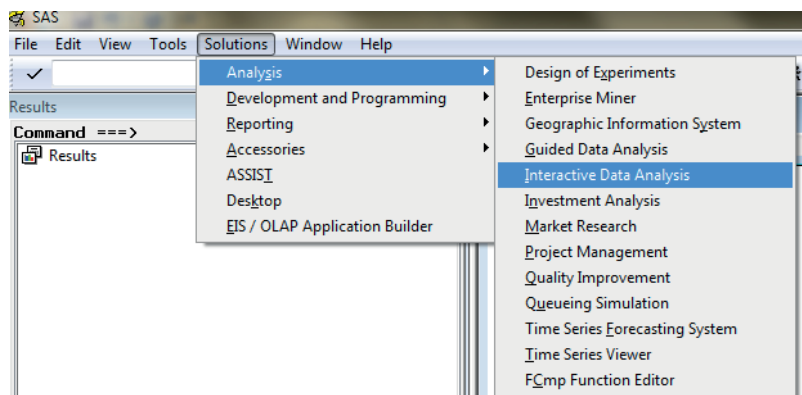 SAS
File Edit View Tools Solutions Window Help
Results
Command ===>
Results
Analysis
Development and Programming
Reporting
Accessories
ASSIST
Desktop
EIS / OLAP Application Builder
Design of Experiments
Enterprise Miner
Geographic Information System
Guided Data Analysis
Interactive Data Analysis
Investment Analysis
Market Research
Project Management
Quality Improvement
Queueing Simulation
Time Series Forecasting System
Time Series Viewer
FCmp Function Editor